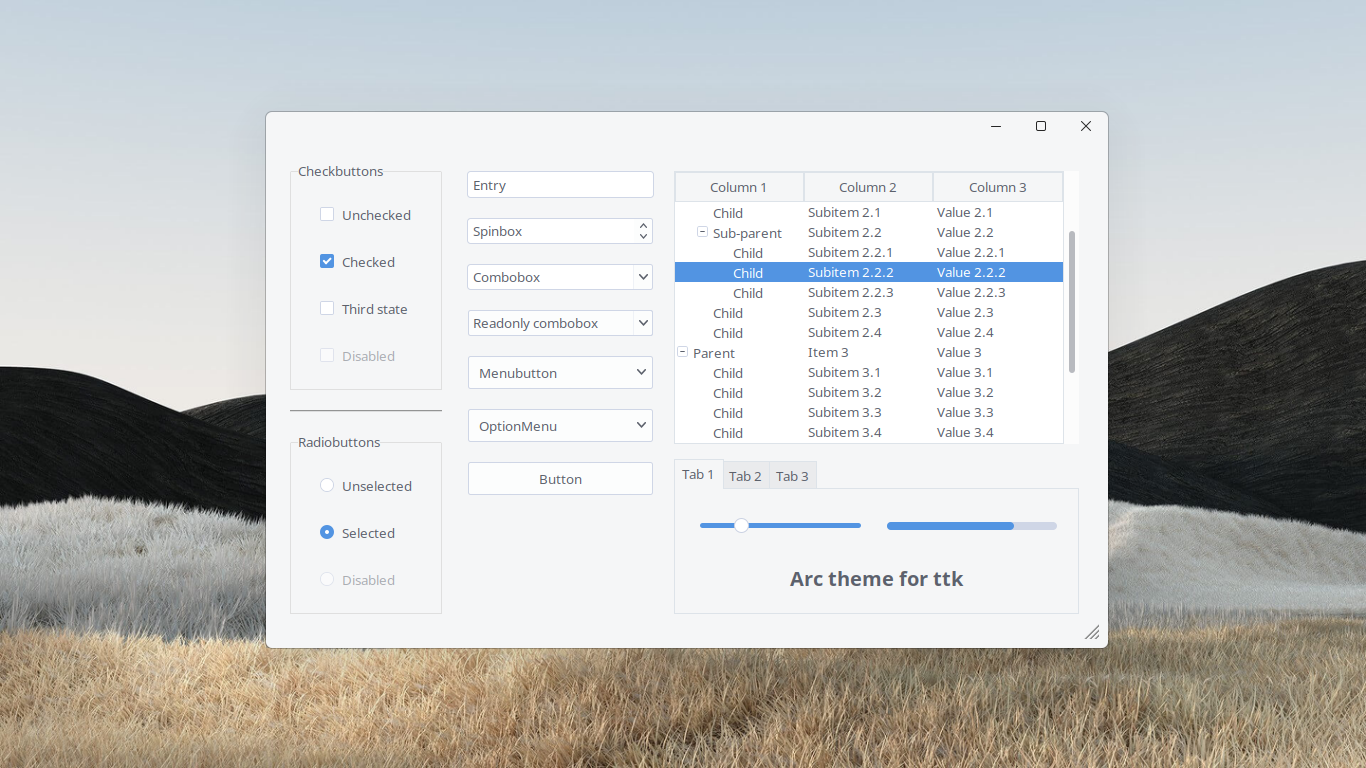 Checkbuttons
Unchecked
Checked
Third state
Disabled
Radiobuttons
Unselected
Selected
Disabled
Entry
Spinbox
Combobox
Readonly combobox
Menubutton
OptionMenu
Button
Column 1 Column 2 Column 3
Child Subitem 2.1 Value 2.1
Sub-parent Subitem 2.2 Value 2.2
Child Subitem 2.2.1 Value 2.2.1
Child Subitem 2.2.2 Value 2.2.2
Child Subitem 2.2.3 Value 2.2.3
Child Subitem 2.3 Value 2.3
Child Subitem 2.4 Value 2.4
Parent Item 3 Value 3
Child Subitem 3.1 Value 3.1
Child Subitem 3.2 Value 3.2
Child Subitem 3.3 Value 3.3
Child Subitem 3.4 Value 3.4
Tab 1 Tab 2 Tab 3
Arc theme for ttk